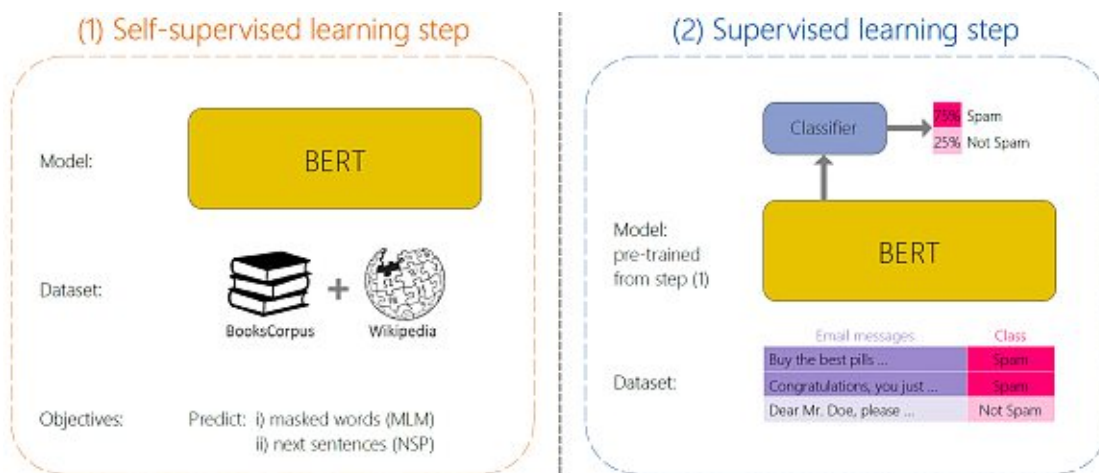 (1) Self-supervised learning step
Model:
BERT
Dataset:
BooksCorpus
+
Wikipedia
Objectives:
Predict: i) masked words (MLM)
ii) next sentences (NSP)
(2) Supervised learning step
Classifier
75% Spam
25% Not Spam
Model:
pre-trained
from step (1)
BERT
Dataset:
Email messages Class
Buy the best pills ... Spam
Congratulations, you just ... Spam
Dear Mr. Doe, please ... Not Spam